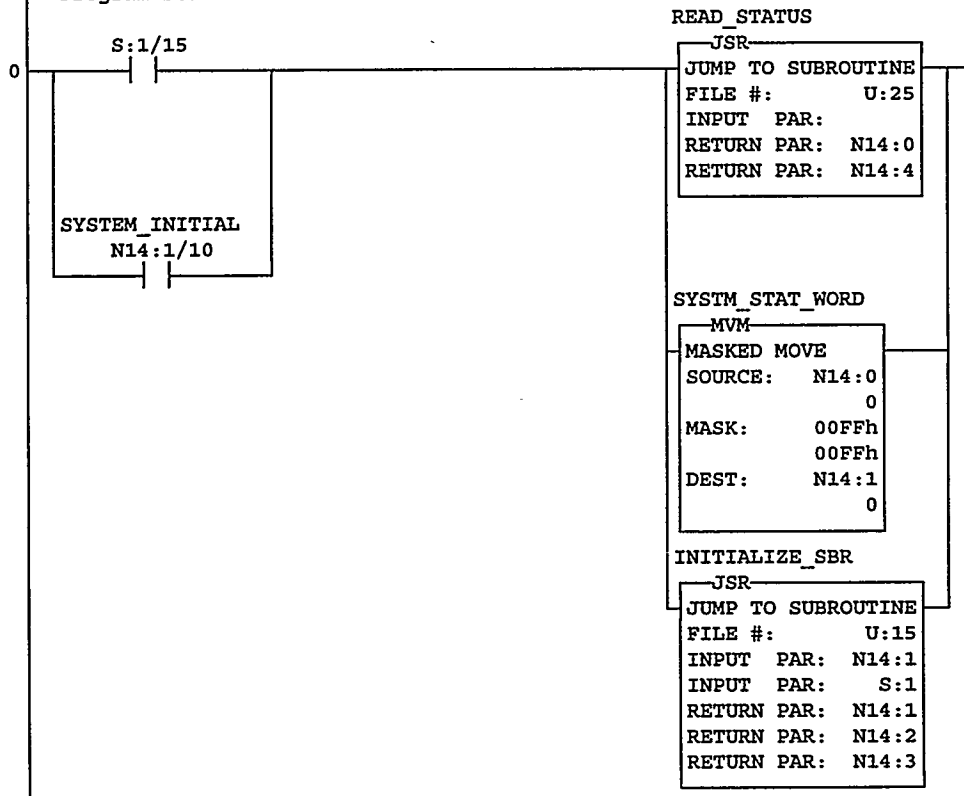 READ_STATUS
S:1/15
JSR
0
JUMP TO SUBROUTINE
FILE #: U:25
INPUT PAR:
RETURN PAR: N14:0
RETURN PAR: N14:4
SYSTEM_INITIAL
N14:1/10
SYSTM_STAT_WORD
MVM
MASKED MOVE
SOURCE: N14:0
0
MASK: 00FFh
00FFh
DEST: N14:1
0
INITIALIZE_SBR
JSR
JUMP TO SUBROUTINE
FILE #: U:15
INPUT PAR: N14:1
INPUT PAR: S:1
RETURN PAR: N14:1
RETURN PAR: N14:2
RETURN PAR: N14:3